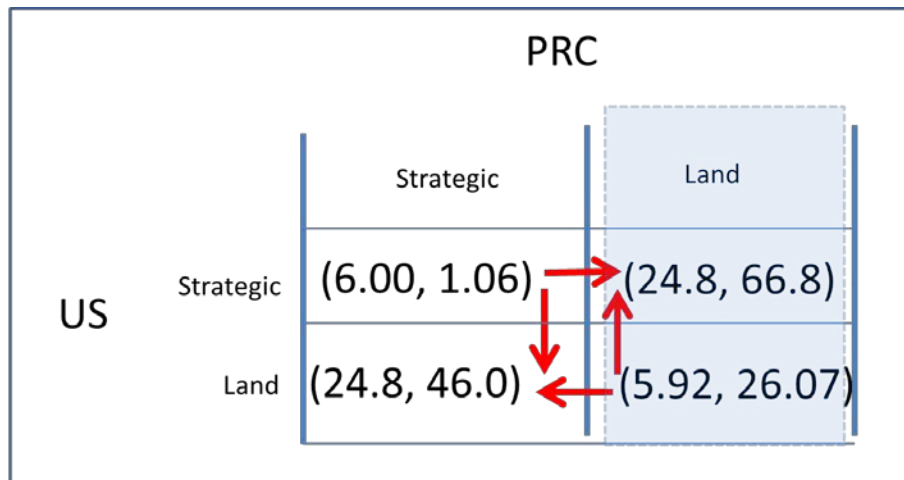 PRC
Strategic Land
Strategic (6.00, 1.06) (24.8, 66.8)
US
Land (24.8, 46.0) (5.92, 26.07)